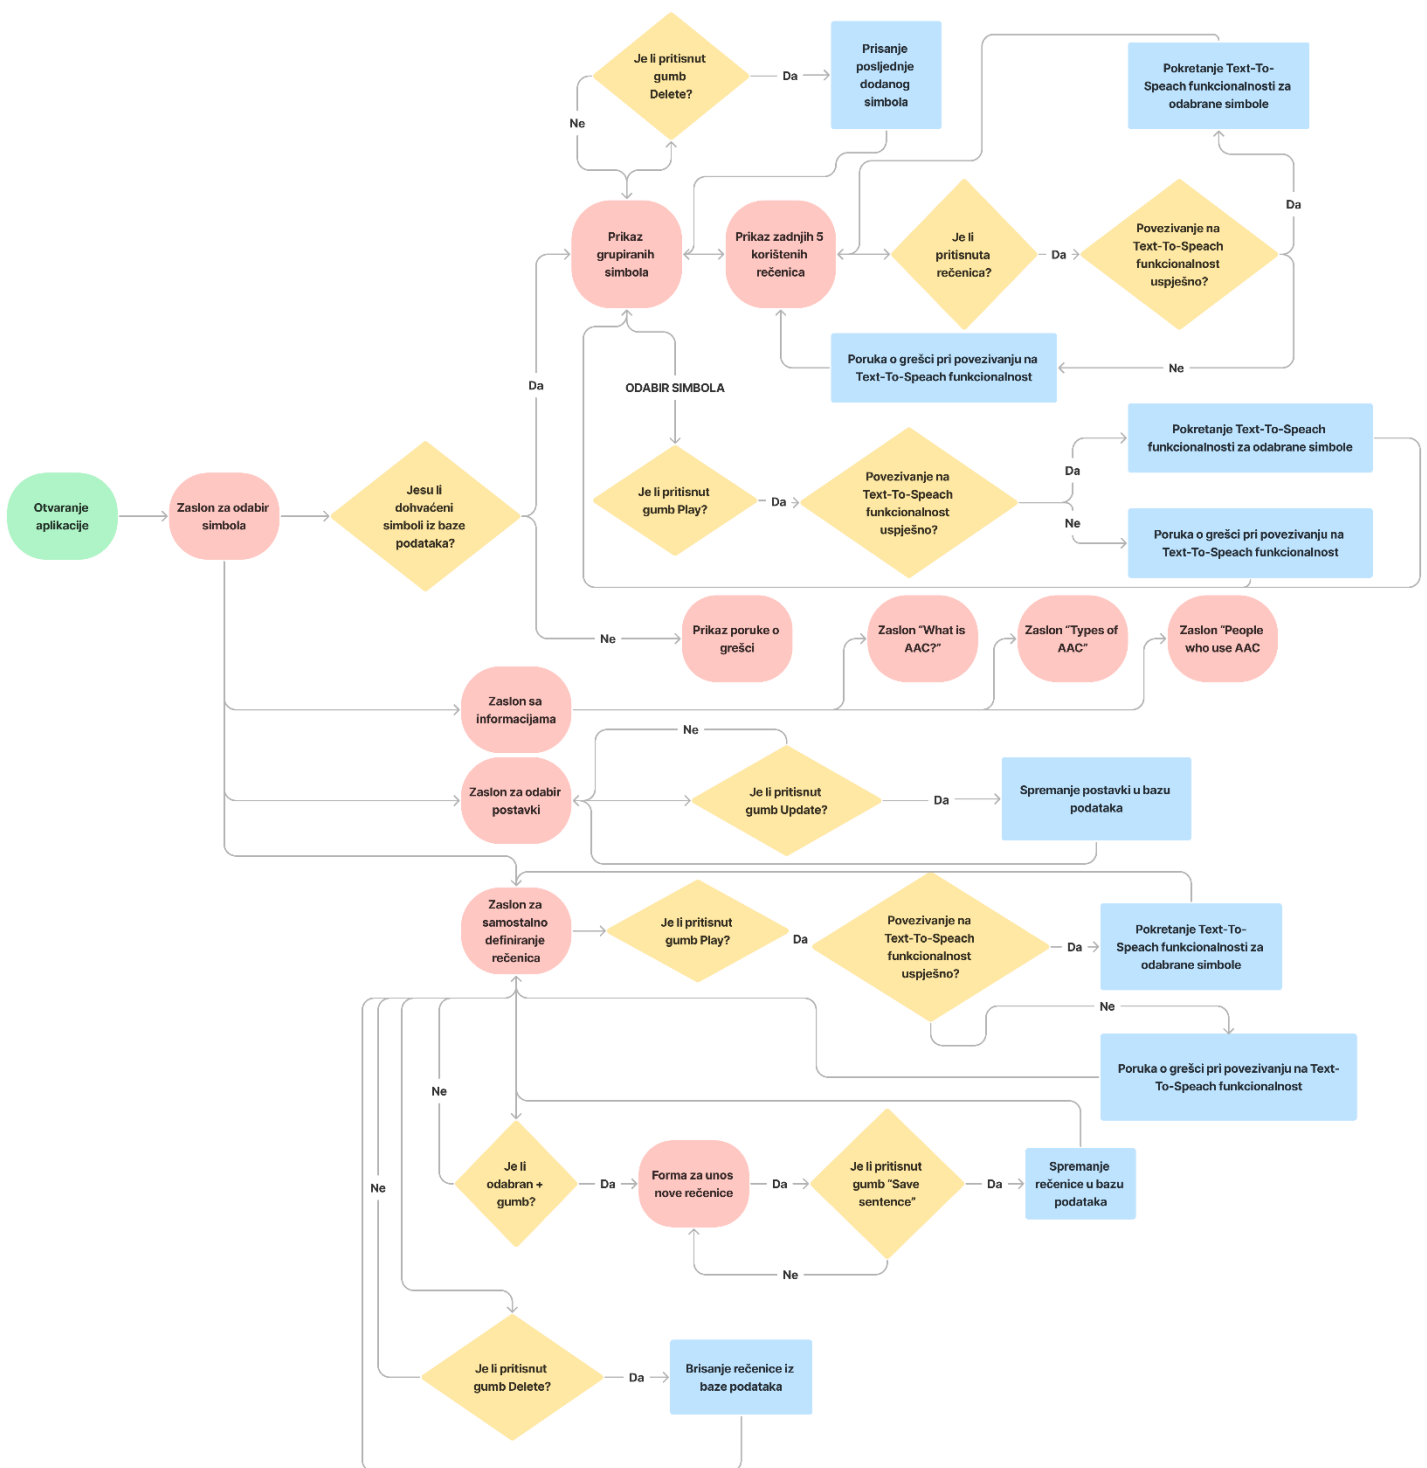 Je li pritisnut
gumb
Delete?
Da
Ne
Prisanje
posljednje
dodanog
simbola
Pokretanje Text-To-
Speach funkcionalnosti za
odabrane simbole
Da
Prikaz
grupiranih
simbola
Prikaz zadnjih 5
korištenih
rečenica
Je li
pritisnuta
rečenica?
Da
Povezivanje na
Text-To-Speach
funkcionalnost
uspješno?
Poruka o grešci pri povezivanju na
Text-To-Speach funkcionalnost
Ne
Da
ODABIR SIMBOLA
Otvaranje
aplikacije
Zaslon za odabir
simbola
Jesu li
dohvaćeni
simboli iz baze
podataka?
Je li pritisnut
gumb Play?
Da
Povezivanje na
Text-To-Speach
funkcionalnost
uspješno?
Da
Ne
Pokretanje Text-To-Speach
funkcionalnosti za odabrane simbole
Poruka o grešci pri povezivanju na
Text-To-Speach funkcionalnost
Ne
Prikaz poruke o
grešci
Zaslon “What is
AAC?”
Zaslon “Types of
AAC”
Zaslon “People
who use AAC
Zaslon sa
informacijama
Ne
Zaslon za odabir
postavki
Je li pritisnut
gumb Update?
Da
Spremanje postavki u bazu
podataka
Zaslon za
samostalno
definiranje
rečenica
Je li pritisnut
gumb Play?
Da
Povezivanje na
Text-To-Speach
funkcionalnost
uspješno?
Da
Pokretanje Text-To-
Speach funkcionalnosti za
odabrane simbole
Ne
Poruka o grešci pri povezivanju na Text-
To-Speach funkcionalnost
Ne
Ne
Je li
odabran +
gumb?
Da
Forma za unos
nove rečenice
Da
Je li pritisnut
gumb “Save
sentence”
Da
Spremanje
rečenice u bazu
podataka
Ne
Je li pritisnut
gumb Delete?
Da
Brisanje rečenice iz
baze podataka